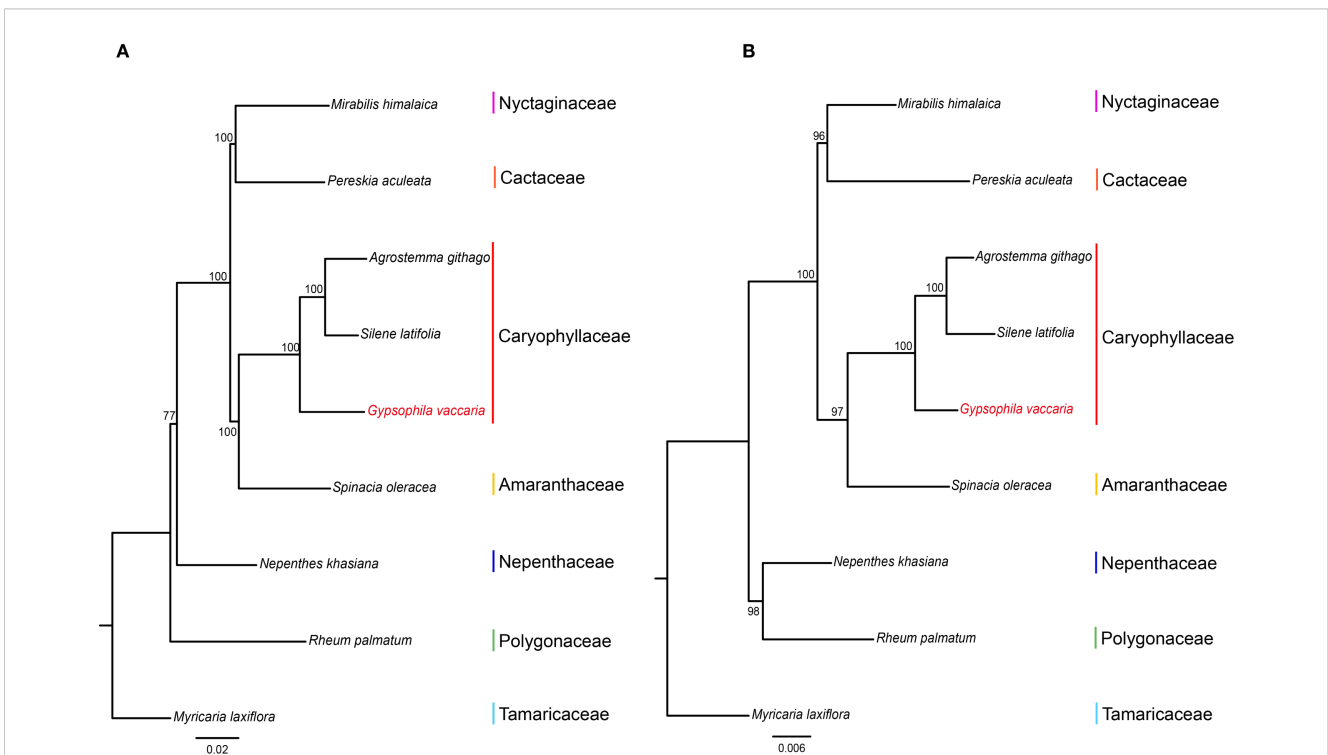 A
100
Mirabilis himalaica
Nyctaginaceae
Pereskia aculeata
Cactaceae
100
100
100
Agrostemma githago
Silene latifolia
Gypsophila vaccaria
Caryophyllaceae
77
100
Spinacia oleracea
Amaranthaceae
Nepenthes khasiana
Nepenthaceae
Rheum palmatum
Polygonaceae
Myricaria laxiflora
Tamaricaceae
0.02
B
96
Mirabilis himalaica
Nyctaginaceae
Pereskia aculeata
Cactaceae
100
100
100
Agrostemma githago
Silene latifolia
Gypsophila vaccaria
Caryophyllaceae
97
Spinacia oleracea
Amaranthaceae
Nepenthes khasiana
Nepenthaceae
98
Rheum palmatum
Polygonaceae
Myricaria laxiflora
Tamaricaceae
0.006